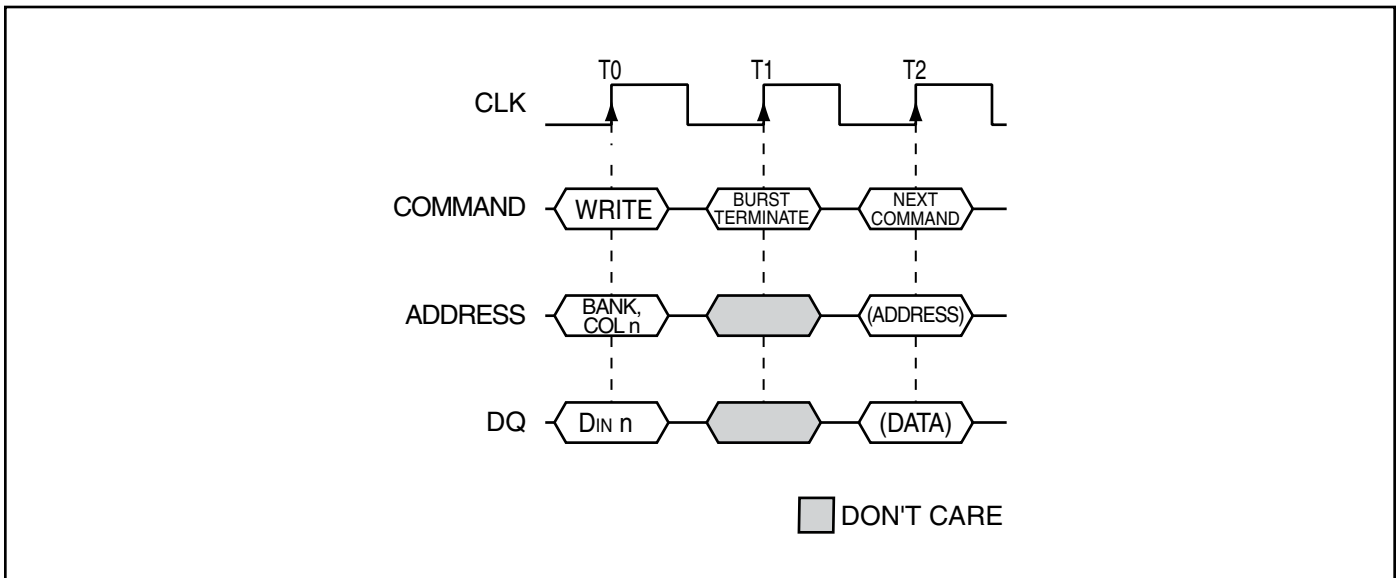 T0 T1 T2
CLK
COMMAND WRITE BURST TERMINATE NEXT COMMAND
ADDRESS BANK, COL n (ADDRESS)
DQ DIN n (DATA)
DON'T CARE